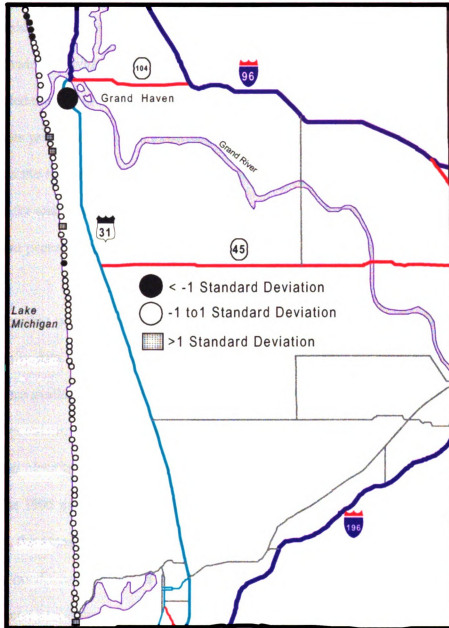 104
96
Grand Haven
Grand River
31
45
< -1 Standard Deviation
-1 to1 Standard Deviation
>1 Standard Deviation
Lake
Michigan
196